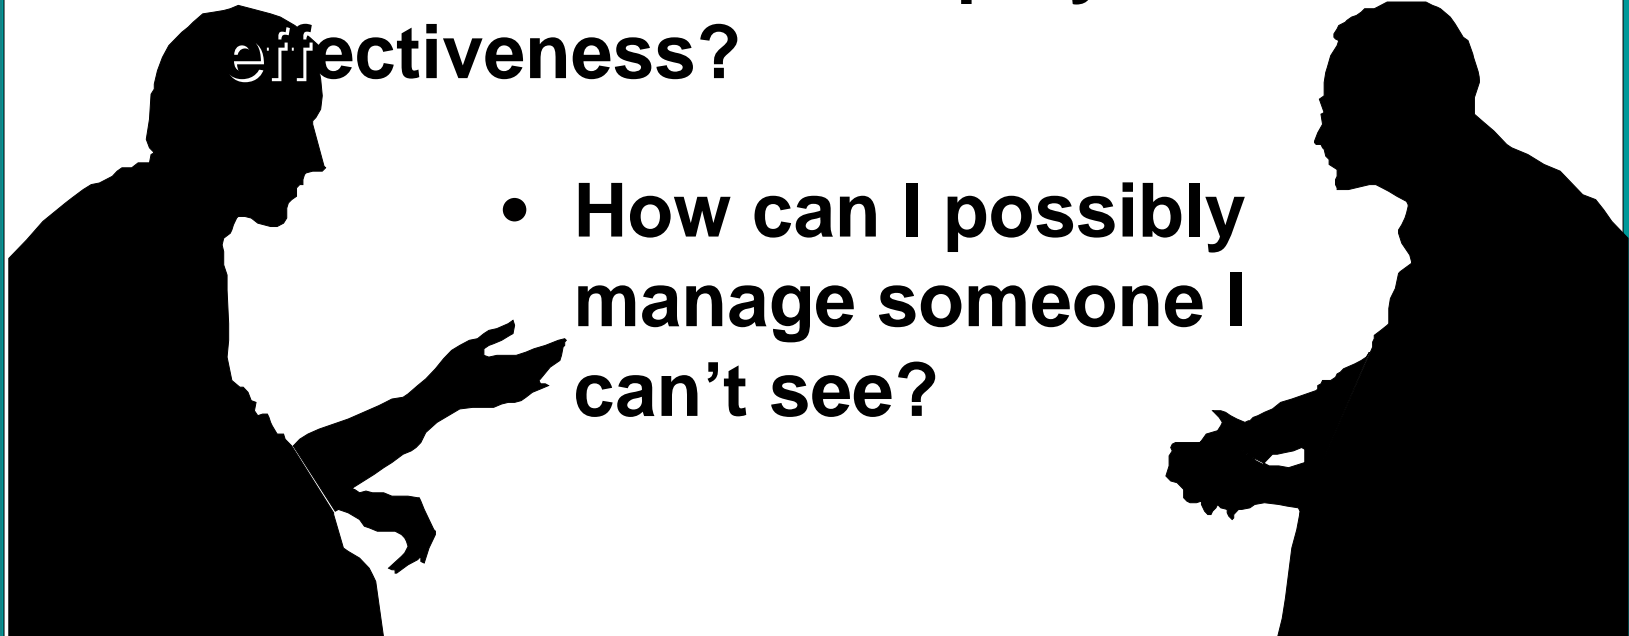 effectiveness?
• How can I possibly
manage someone I
can’t see?